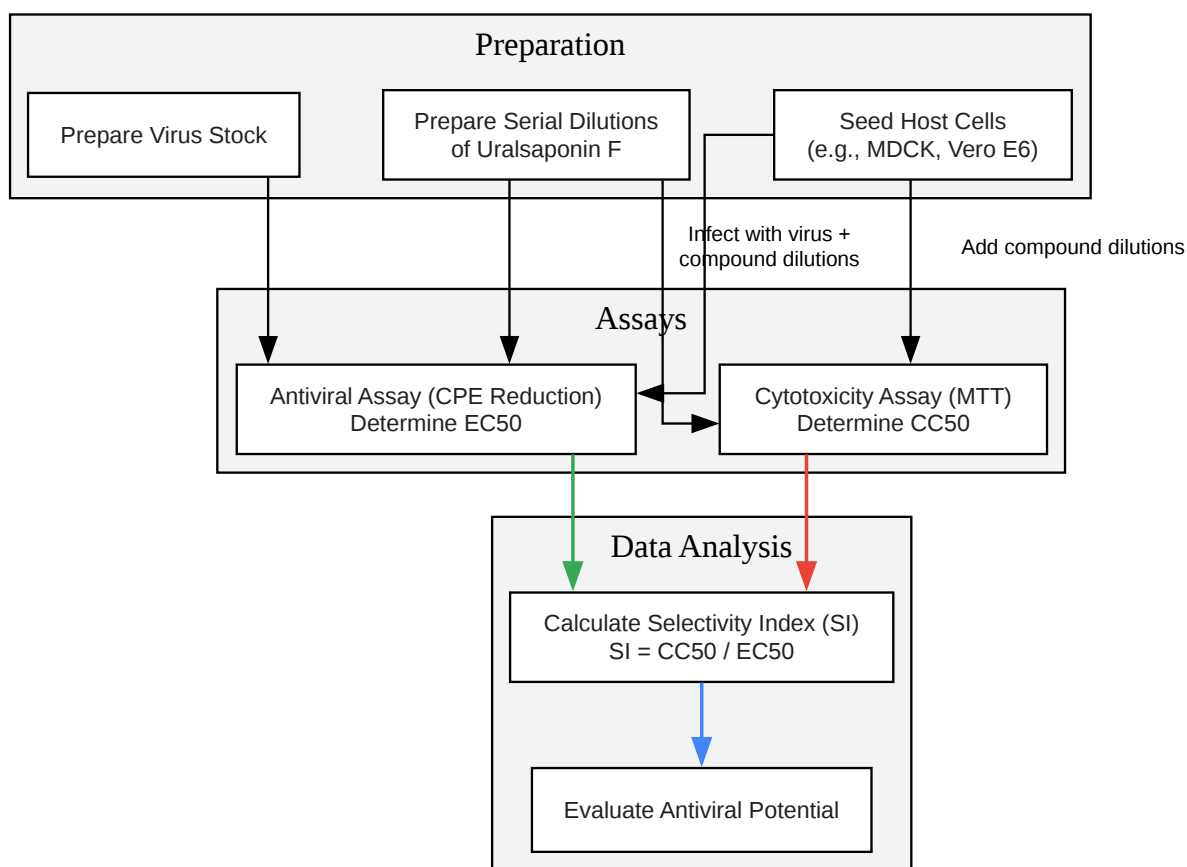 Preparation
Prepare Virus Stock
Prepare Serial Dilutions
of Uralsaponin F
Seed Host Cells
(e.g., MDCK, Vero E6)
Infect with virus +
compound dilutions
Add compound dilutions
Assays
Antiviral Assay (CPE Reduction)
Determine EC50
Cytotoxicity Assay (MTT)
Determine CC50
Data Analysis
Calculate Selectivity Index (SI)
SI = CC50 / EC50
Evaluate Antiviral Potential